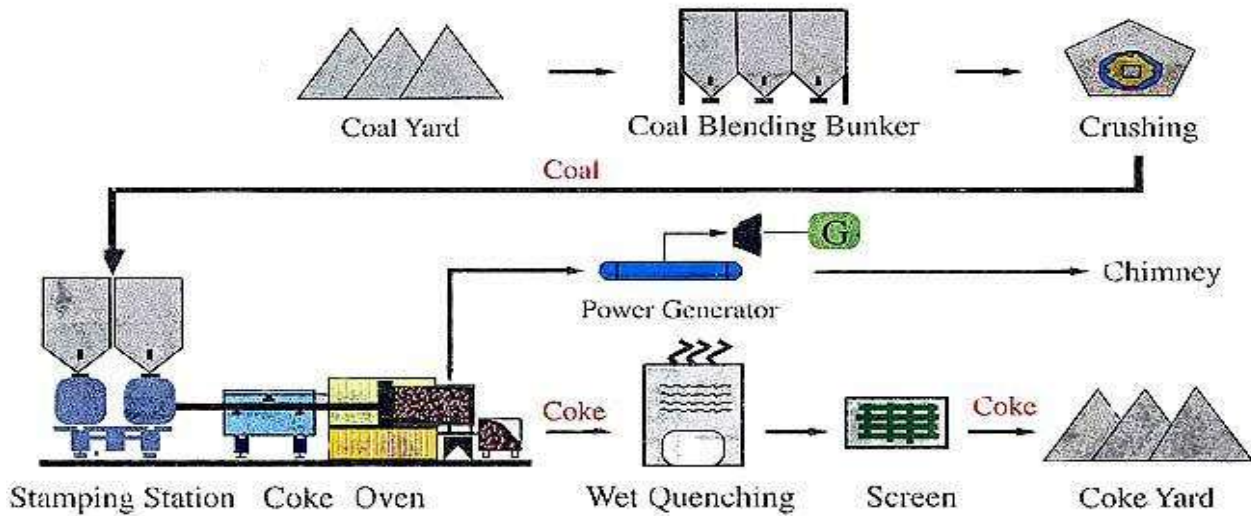 Coal Yard
Coal Blending Bunker
Crushing
Coal
G
Chimney
Power Generator
Coke
Coke
Stamping Station
Coke Oven
Wet Quenching
Screen
Coke Yard